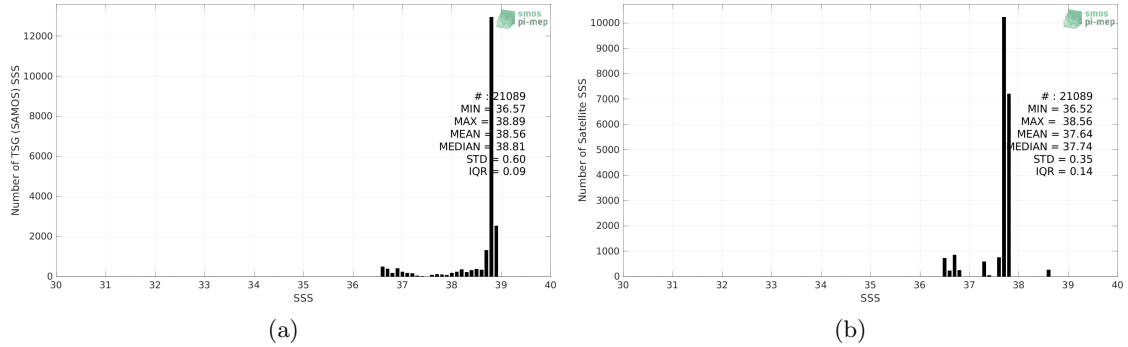 smos
pi-mep
12000
10000
8000
6000
4000
2000
0
Number of TSG (SAMOS) SSS
# : 21089
MIN = 36.57
MAX = 38.89
MEAN = 38.56
MEDIAN = 38.81
STD = 0.60
IQR = 0.09
30 31 32 33 34 35 36 37 38 39 40
SSS
(a)
smos
pi-mep
10000
9000
8000
7000
6000
5000
4000
3000
2000
1000
0
Number of Satellite SSS
# : 21089
MIN = 36.52
MAX = 38.56
MEAN = 37.64
MEDIAN = 37.74
STD = 0.35
IQR = 0.14
30 31 32 33 34 35 36 37 38 39 40
SSS
(b)